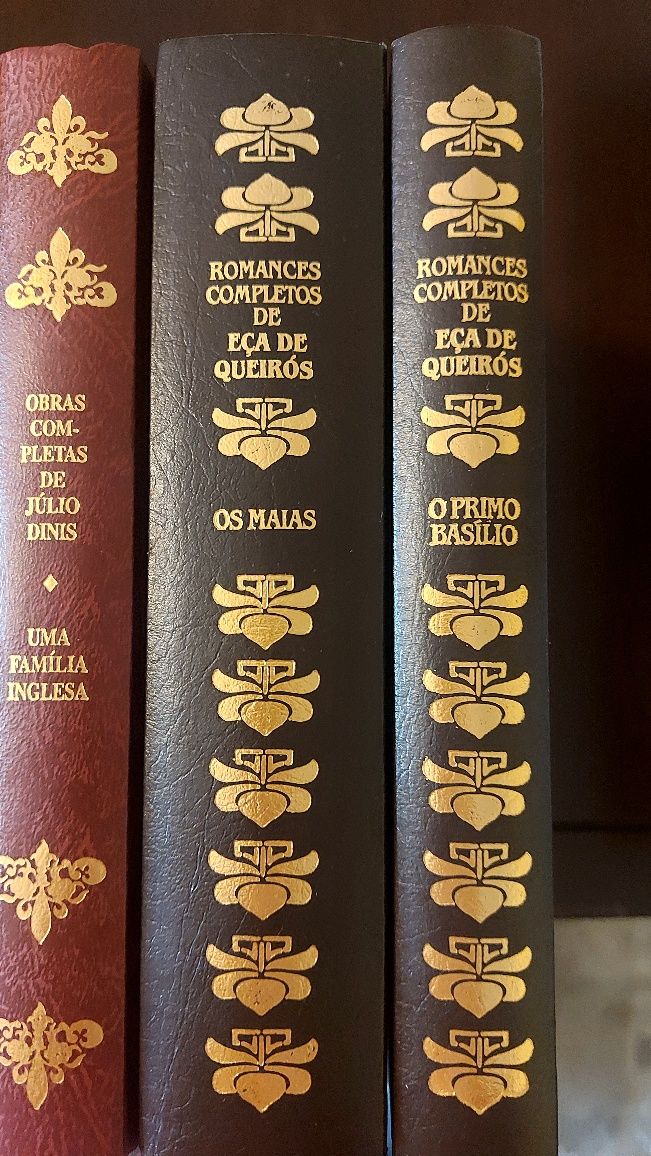 OBRAS
COM-
PLETAS
DE
JÚLIO
DINIS
UMA
FAMÍLIA
INGLESA
ROMANCES
COMPLETOS
DE
EÇA DE
QUEIRÓS
OS MAIAS
ROMANCES
COMPLETOS
DE
EÇA DE
QUEIRÓS
O PRIMO
BASÍLIO